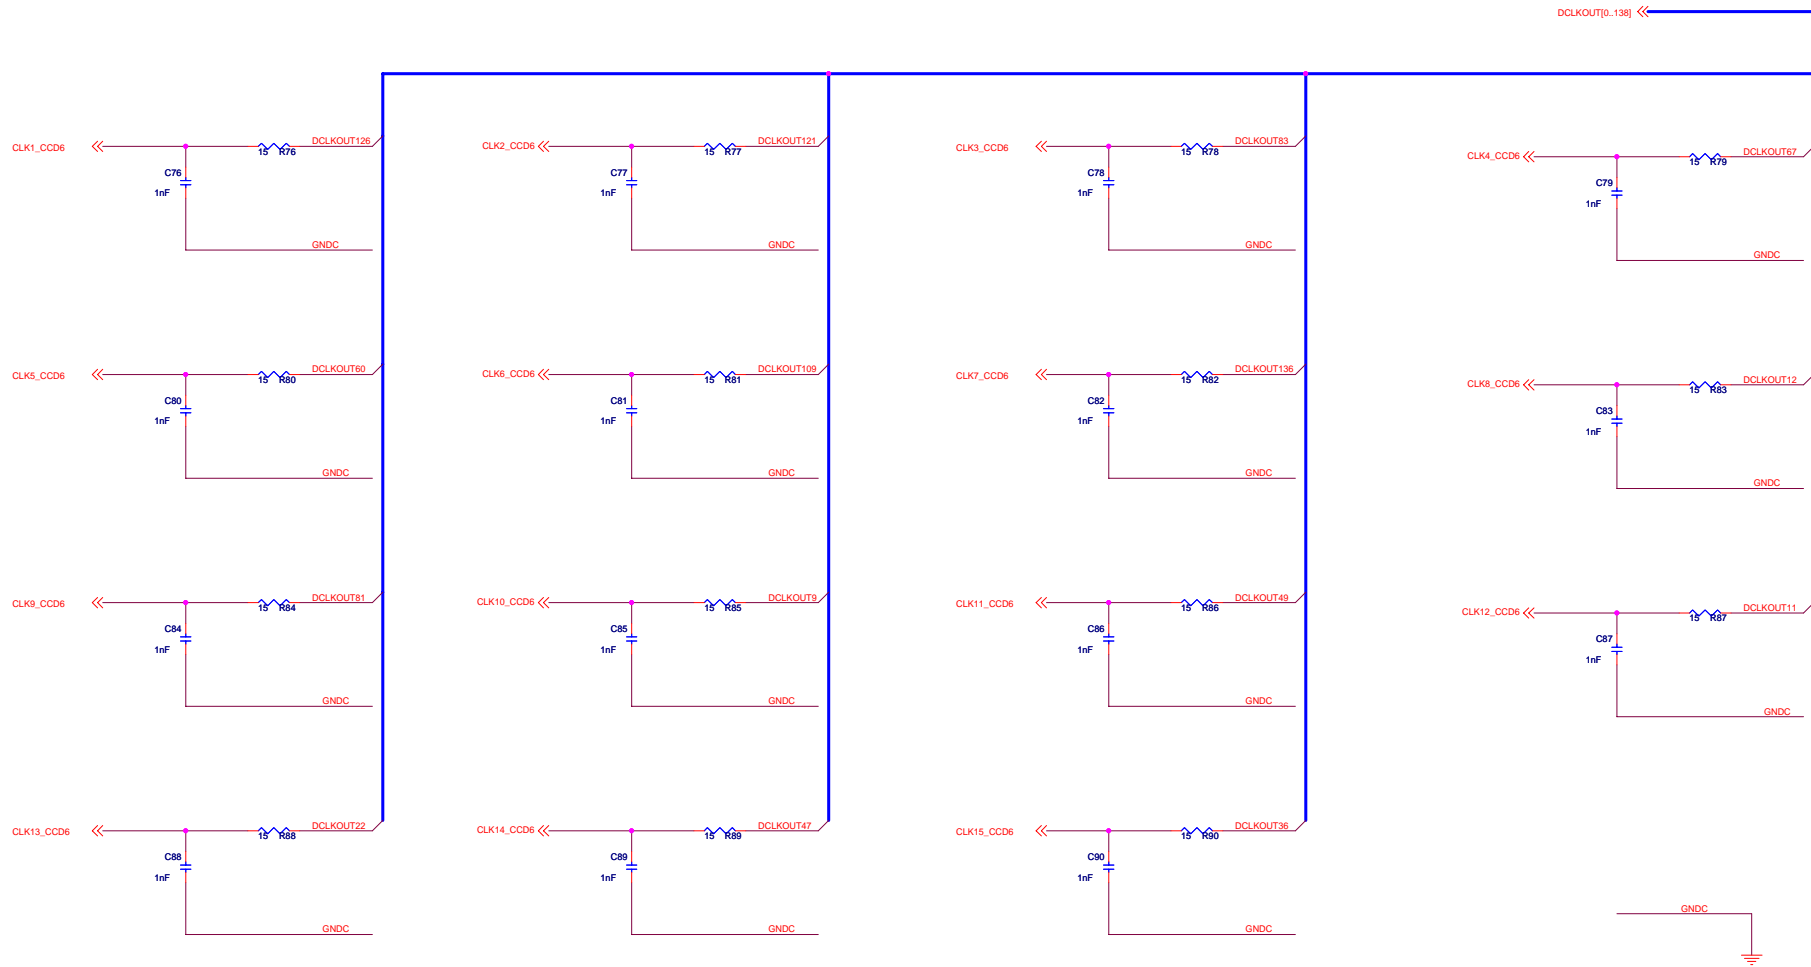 DCLKOUT[0..138]
CLK1_CCD6 15 R76 DCLKOUT126
C76
1nF
GNDC
CLK2_CCD6 15 R77 DCLKOUT121
C77
1nF
GNDC
CLK3_CCD6 15 R78 DCLKOUT83
C78
1nF
GNDC
CLK4_CCD6 15 R79 DCLKOUT67
C79
1nF
GNDC
CLK5_CCD6 15 R80 DCLKOUT60
C80
1nF
GNDC
CLK6_CCD6 15 R81 DCLKOUT109
C81
1nF
GNDC
CLK7_CCD6 15 R82 DCLKOUT136
C82
1nF
GNDC
CLK8_CCD6 15 R83 DCLKOUT12
C83
1nF
GNDC
CLK9_CCD6 15 R84 DCLKOUT81
C84
1nF
GNDC
CLK10_CCD6 15 R85 DCLKOUT9
C85
1nF
GNDC
CLK11_CCD6 15 R86 DCLKOUT49
C86
1nF
GNDC
CLK12_CCD6 15 R87 DCLKOUT11
C87
1nF
GNDC
CLK13_CCD6 15 R88 DCLKOUT22
C88
1nF
GNDC
CLK14_CCD6 15 R89 DCLKOUT47
C89
1nF
GNDC
CLK15_CCD6 15 R90 DCLKOUT36
C90
1nF
GNDC
GNDC